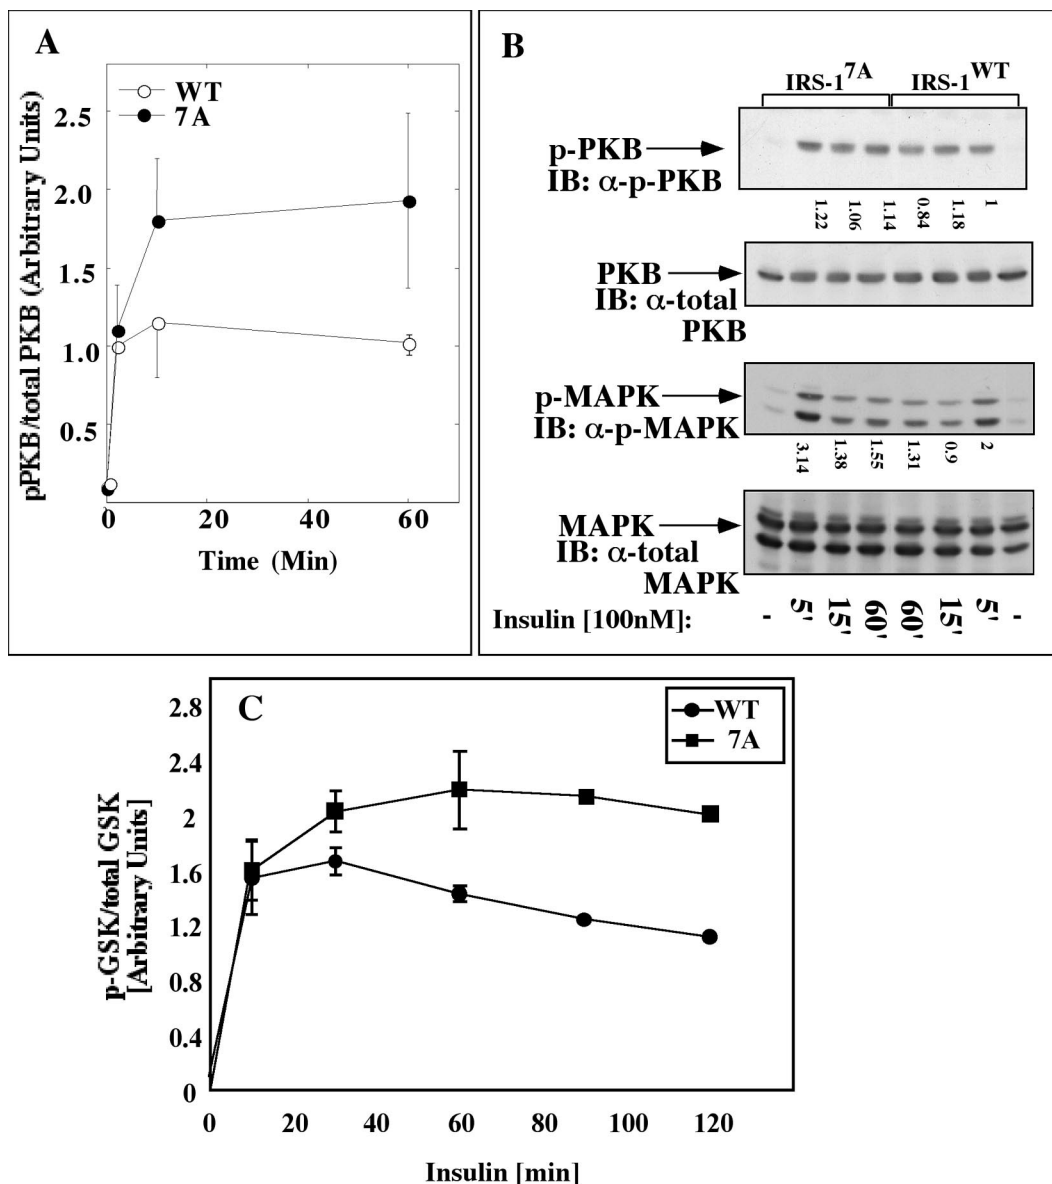 A
WT
7A
2.5
2.0
1.5
1.0
0.5
pPKB/total PKB (Arbitrary Units)
0 20 40 60
Time (Min)
B
IRS-1^7A IRS-1^WT
p-PKB
IB: α-p-PKB
1.22 1.06 1.14 0.84 1.18 1
PKB
IB: α-total
PKB
p-MAPK
IB: α-p-MAPK
3.14 1.38 1.55 1.31 0.9 2
MAPK
IB: α-total
MAPK
Insulin [100nM]: - 5' 15' 60' 60' 15' 5' -
C
WT
7A
2.8
2.4
2
1.6
1.2
0.8
0.4
0
p-GSK/total GSK
[Arbitrary Units]
0 20 40 60 80 100 120
Insulin [min]